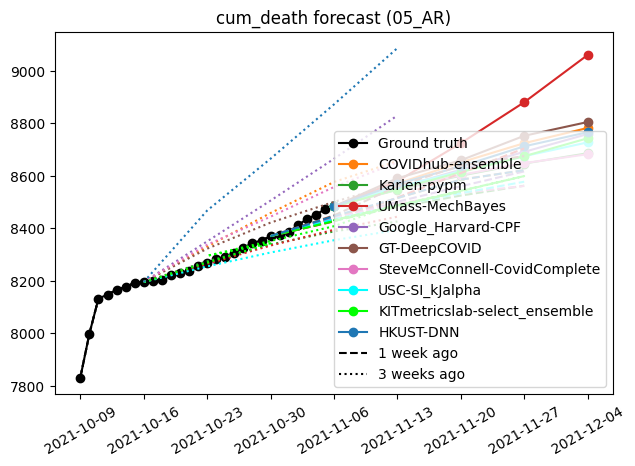 cum_death forecast (05_AR)
9000
8800
8600
8400
8200
8000
7800
Ground truth
COVIDhub-ensemble
Karlen-pypm
UMass-MechBayes
Google_Harvard-CPF
GT-DeepCOVID
SteveMcConnell-CovidComplete
USC-SI_kJalpha
KITmetricslab-select_ensemble
HKUST-DNN
1 week ago
3 weeks ago
2021-10-09
2021-10-16
2021-10-23
2021-10-30
2021-11-06
2021-11-13
2021-11-20
2021-11-27
2021-12-04